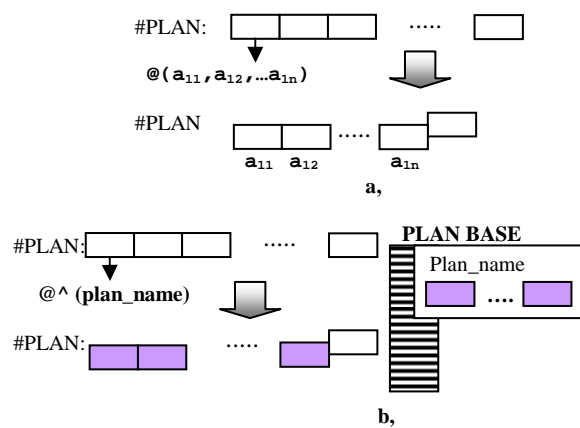 #PLAN: .....
@(a11,a12,…a1n)
#PLAN .....
a11 a12 a1n
a,
PLAN BASE
#PLAN: .....
Plan_name
....
@^ (plan_name)
#PLAN: .....
b,